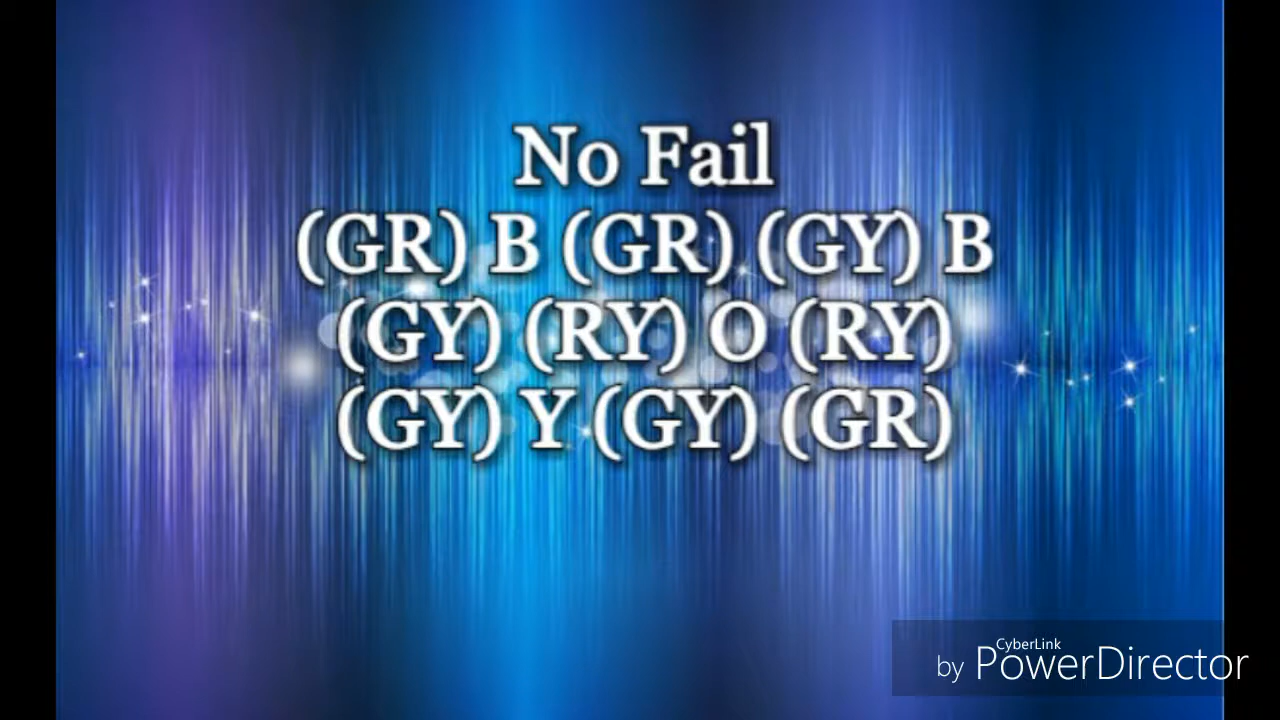 No Fail
(GR) B (GR) (GY) B
(GY) (RY) O (RY)
(GY) Y (GY) (GR)
CyberLink
by PowerDirector